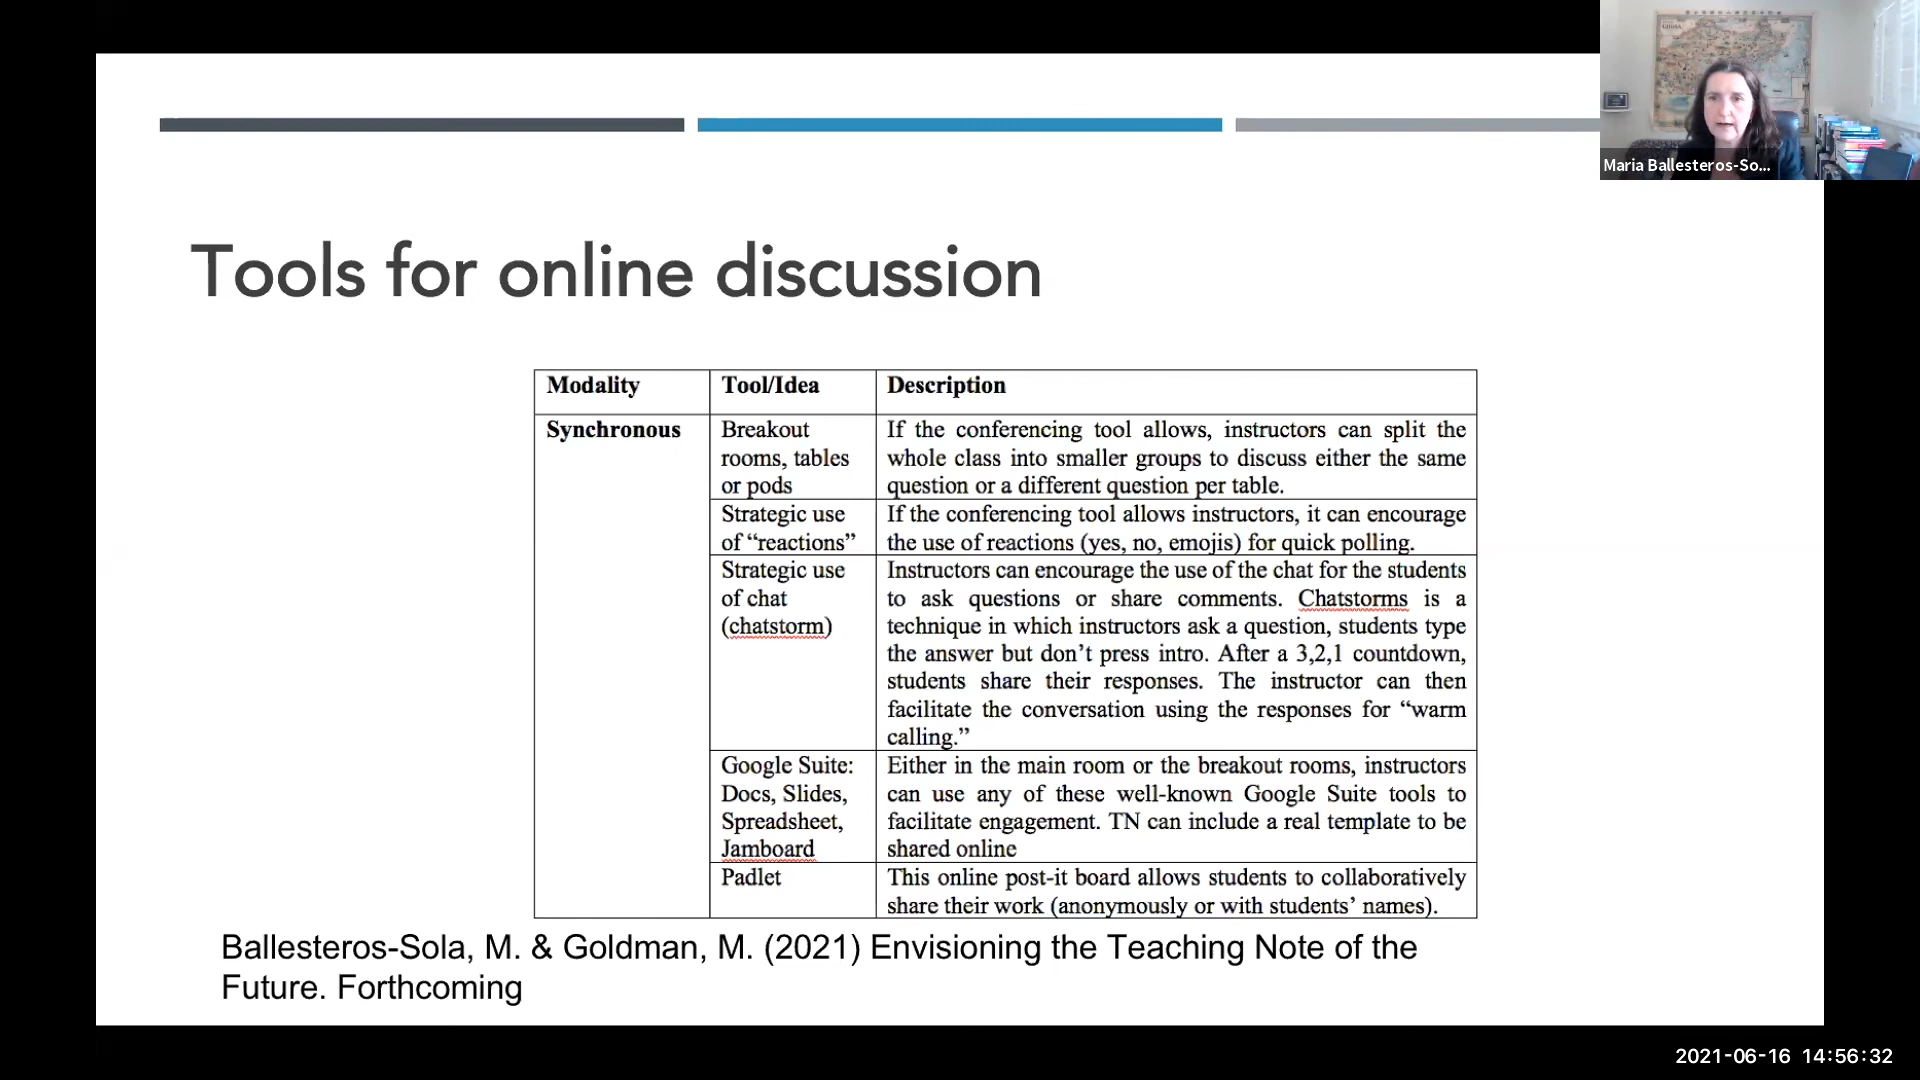 Maria Ballesteros-So...
Tools for online discussion
Modality Tool/Idea Description
Synchronous
Breakout
rooms, tables
or pods
If the conferencing tool allows, instructors can split the
whole class into smaller groups to discuss either the same
question or a different question per table.
Strategic use
of “reactions”
If the conferencing tool allows instructors, it can encourage
the use of reactions (yes, no, emojis) for quick polling.
Strategic use
of chat
(chatstorm)
Instructors can encourage the use of the chat for the students
to ask questions or share comments. Chatstorms is a
technique in which instructors ask a question, students type
the answer but don’t press intro. After a 3,2,1 countdown,
students share their responses. The instructor can then
facilitate the conversation using the responses for “warm
calling.”
Google Suite:
Docs, Slides,
Spreadsheet,
Jamboard
Either in the main room or the breakout rooms, instructors
can use any of these well-known Google Suite tools to
facilitate engagement. TN can include a real template to be
shared online
Padlet
This online post-it board allows students to collaboratively
share their work (anonymously or with students’ names).
Ballesteros-Sola, M. & Goldman, M. (2021) Envisioning the Teaching Note of the
Future. Forthcoming
2021-06-16 14:56:32